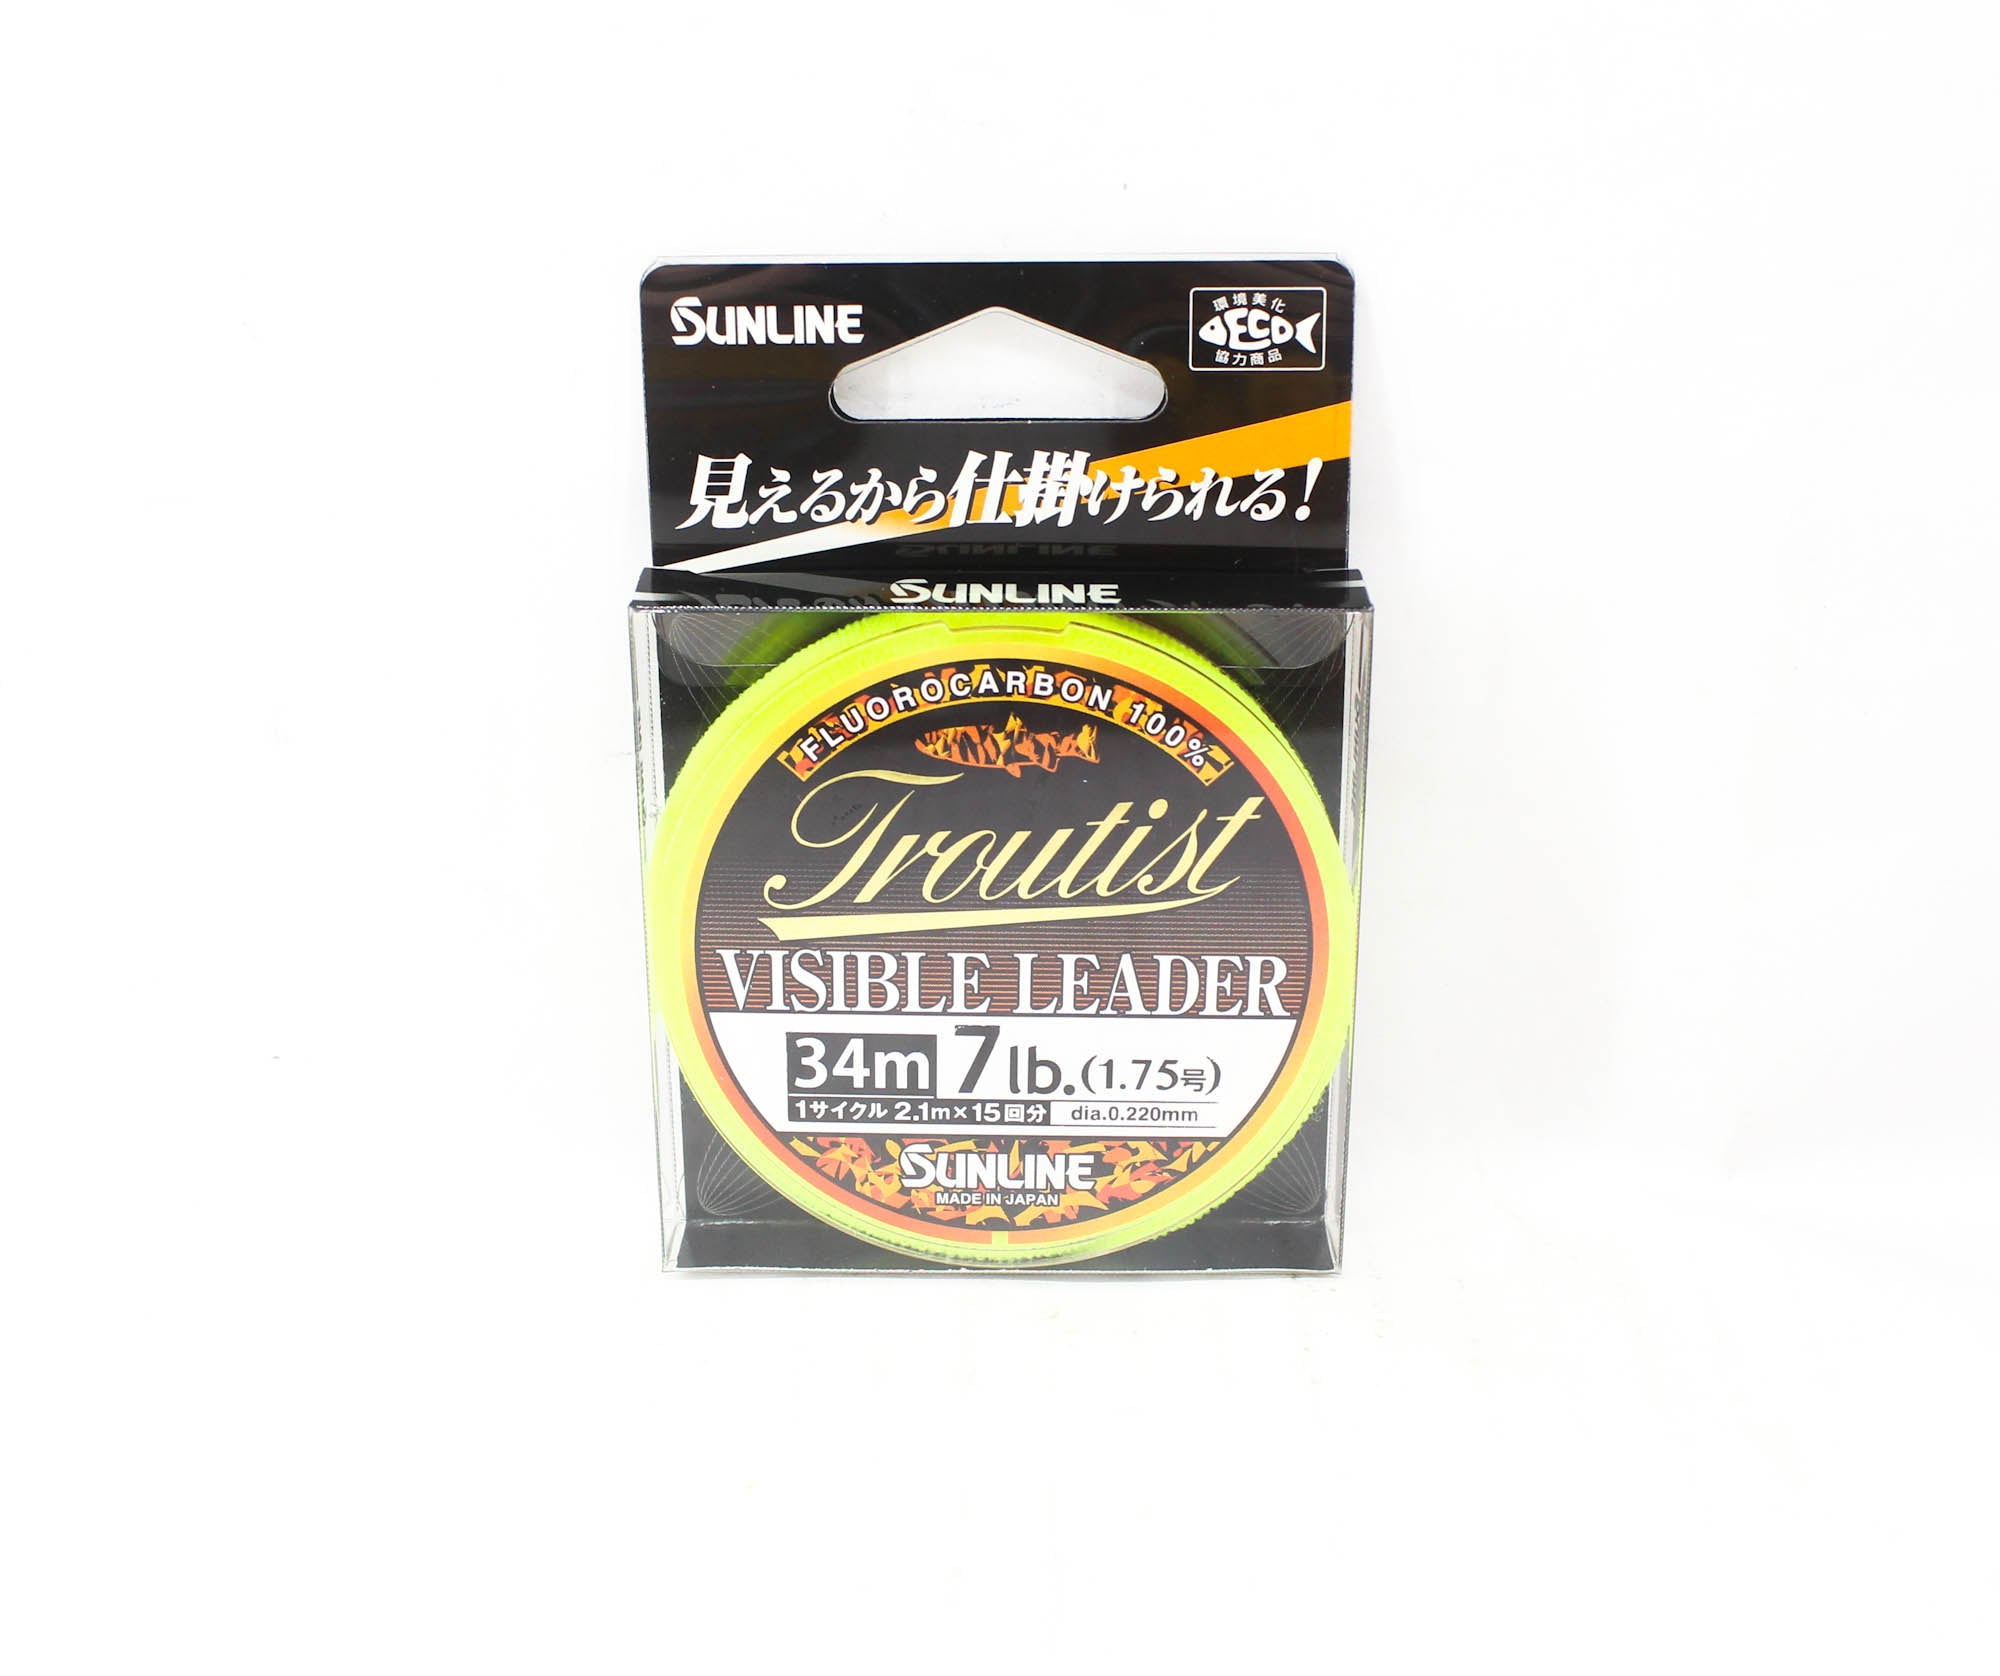 SUNLINE
環境美化
DECO
協力商品
見えるから仕掛けられる!
SUNLINE
FLUOROCARBON 100%
Troutist
VISIBLE LEADER
34m 7lb.(1.75号)
1サイクル 2.1m×15回分 dia.0.220mm
SUNLINE
MADE IN JAPAN